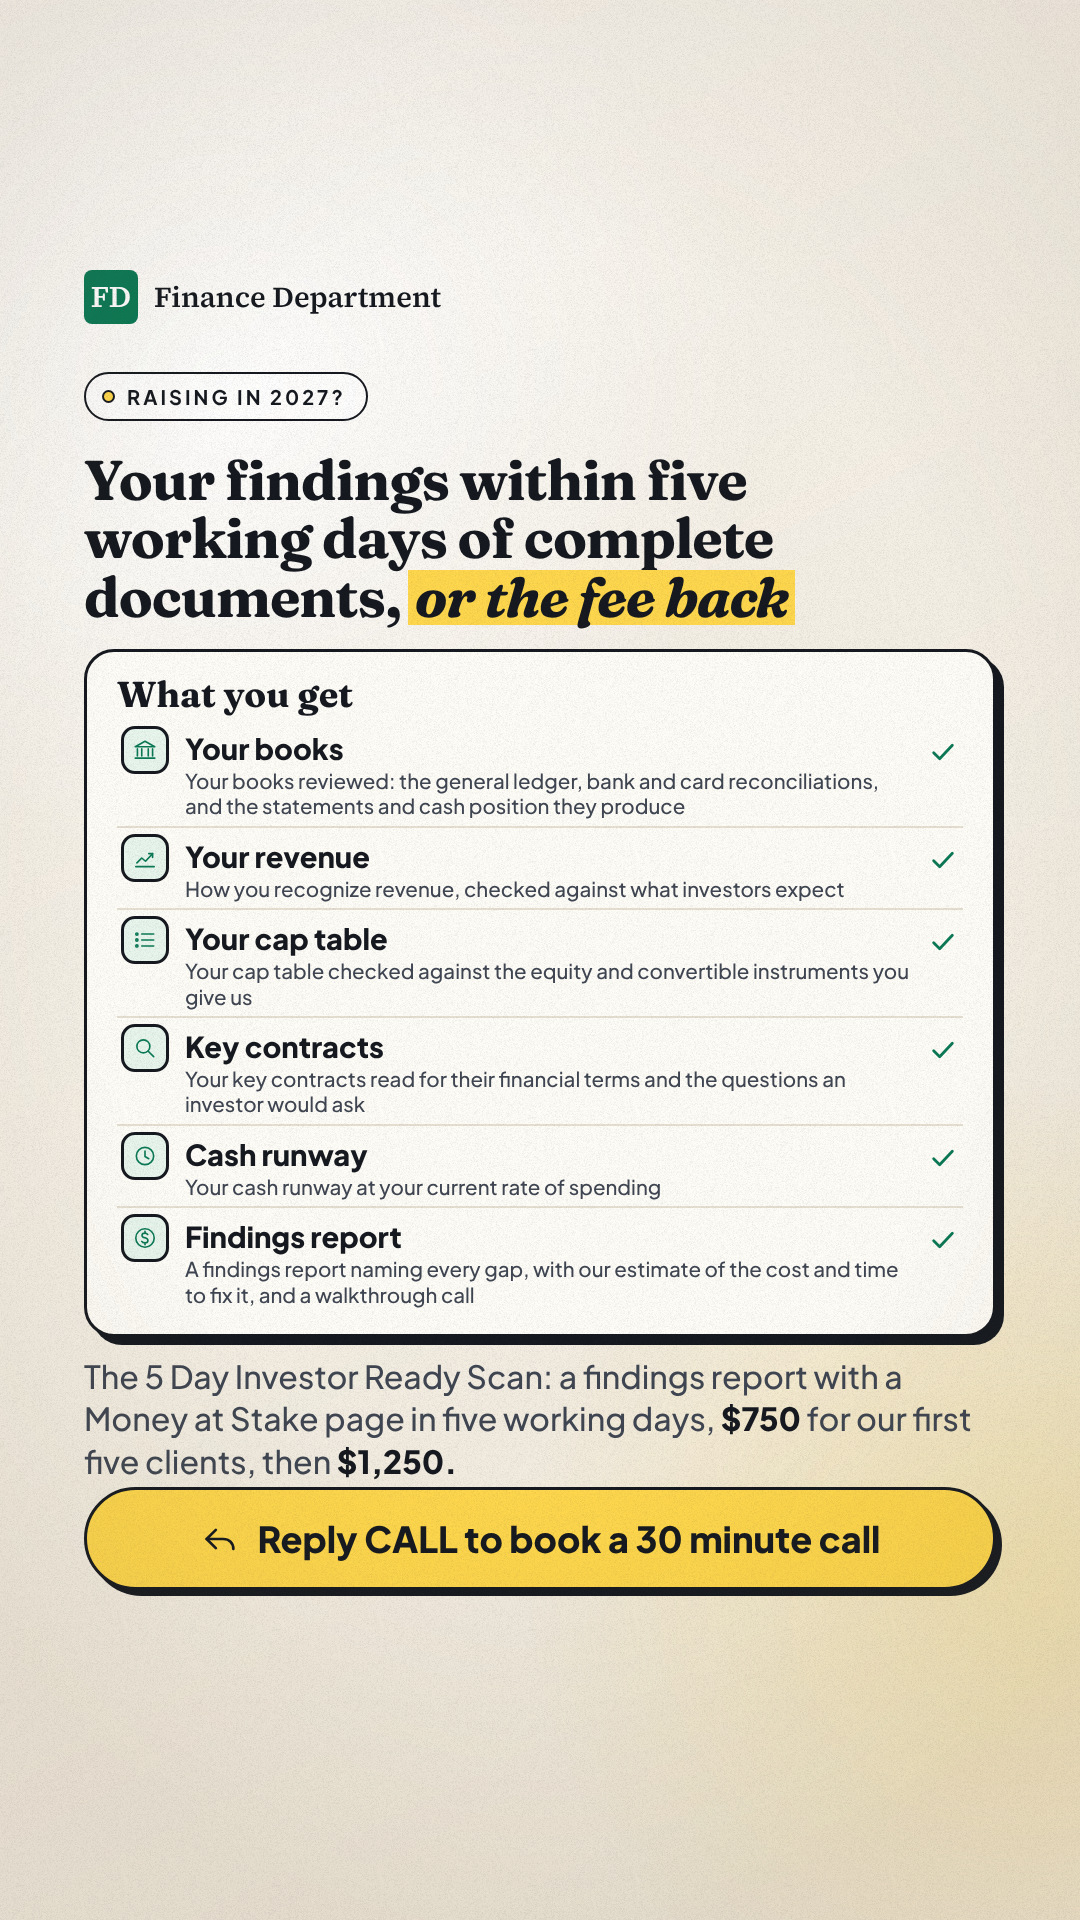 FD Finance Department
RAISING IN 2027?
Your findings within five
working days of complete
documents, or the fee back
What you get
Your books
Your books reviewed: the general ledger, bank and card reconciliations,
and the statements and cash position they produce
Your revenue
How you recognize revenue, checked against what investors expect
Your cap table
Your cap table checked against the equity and convertible instruments you
give us
Key contracts
Your key contracts read for their financial terms and the questions an
investor would ask
Cash runway
Your cash runway at your current rate of spending
Findings report
A findings report naming every gap, with our estimate of the cost and time
to fix it, and a walkthrough call
The 5 Day Investor Ready Scan: a findings report with a
Money at Stake page in five working days, $750 for our first
five clients, then $1,250.
Reply CALL to book a 30 minute call